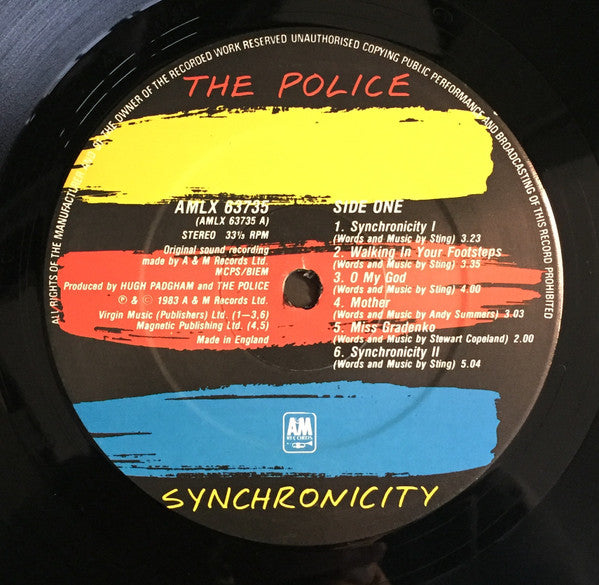 ALL RIGHTS OF THE MANUFACTURER AND OF THE OWNER OF THE RECORDED WORK RESERVED UNAUTHORISED COPYING PUBLIC PERFORMANCE AND BROADCASTING OF THIS RECORD PROHIBITED
THE POLICE
AMLX 63735
(AMLX 63735 A)
STEREO 33⅓ RPM
Original sound recording
made by A & M Records Ltd.
MCPS/BIEM
Produced by HUGH PADGHAM and THE POLICE
℗ & © 1983 A & M Records Ltd.
Virgin Music (Publishers) Ltd. (1—3,6)
Magnetic Publishing Ltd. (4,5)
Made in England
SIDE ONE
1. Synchronicity I
(Words and Music by Sting) 3.23
2. Walking In Your Footsteps
(Words and Music by Sting) 3.35
3. O My God
(Words and Music by Sting) 4.00
4. Mother
(Words and Music by Andy Summers) 3.03
5. Miss Gradenko
(Words and Music by Stewart Copeland) 2.00
6. Synchronicity II
(Words and Music by Sting) 5.04
AM
RECORDS
SYNCHRONICITY